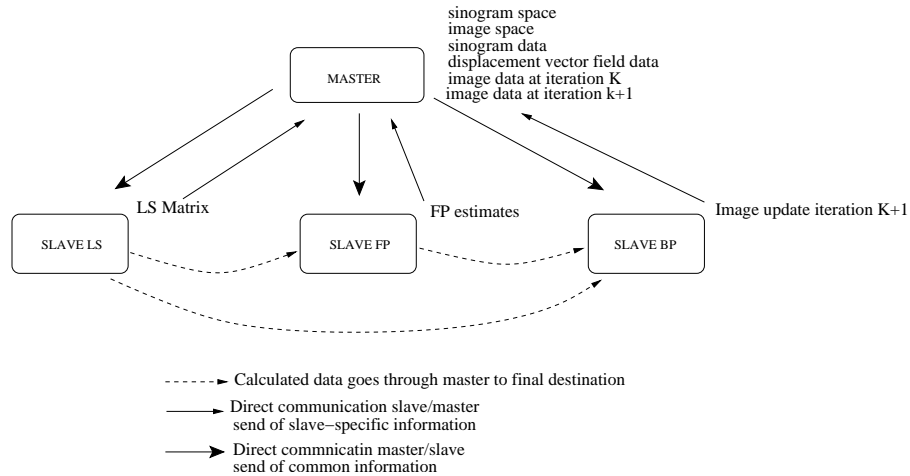 sinogram space
image space
sinogram data
displacement vector field data
image data at iteration K
image data at iteration k+1
MASTER
LS Matrix
FP estimates
Image update iteration K+1
SLAVE LS
SLAVE FP
SLAVE BP
Calculated data goes through master to final destination
Direct communication slave/master
send of slave−specific information
Direct commnicatin master/slave
send of common information